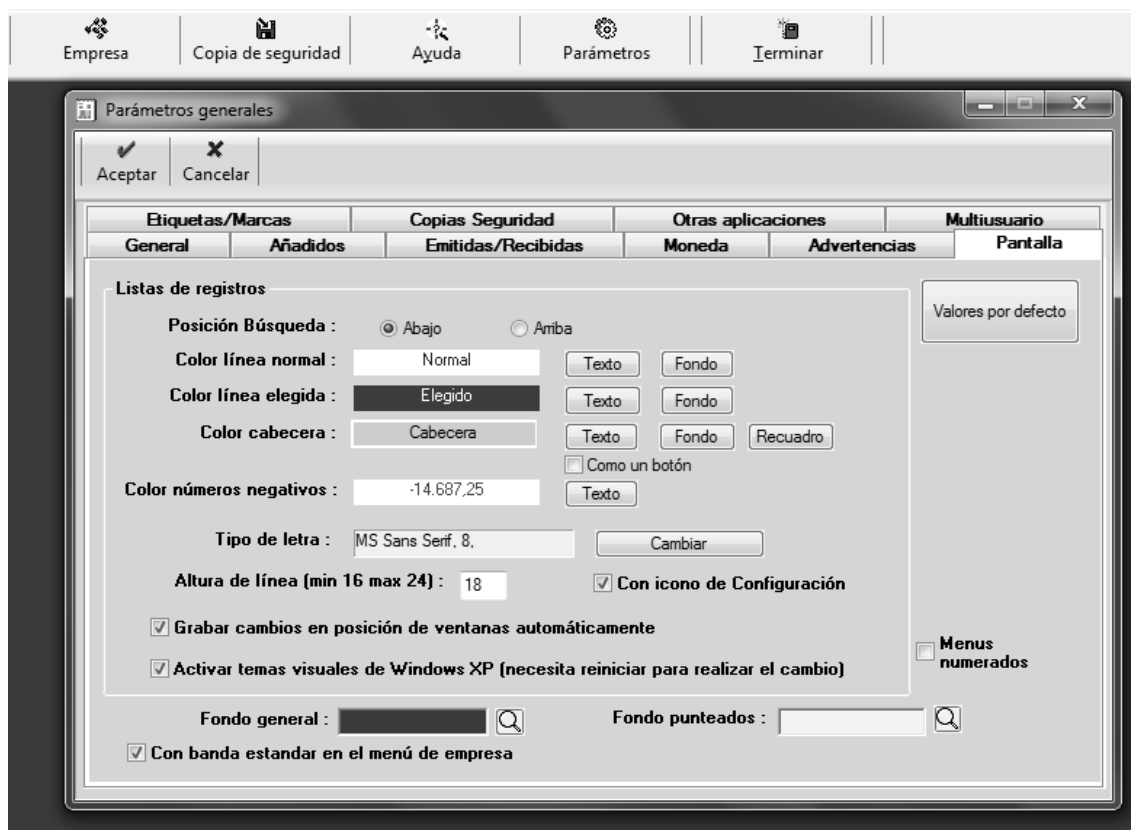 Empresa Copia de seguridad Ayuda Parámetros Terminar
Parámetros generales
Aceptar Cancelar
Etiquetas/Marcas Copias Seguridad Otras aplicaciones Multiusuario
General Añadidos Emitidas/Recibidas Moneda Advertencias Pantalla
Listas de registros
Valores por defecto
Posición Búsqueda : Abajo Arriba
Color línea normal : Normal Texto Fondo
Color línea elegida : Elegido Texto Fondo
Color cabecera : Cabecera Texto Fondo Recuadro
Como un botón
Color números negativos : -14.687,25 Texto
Tipo de letra : MS Sans Serif, 8, Cambiar
Altura de línea (min 16 max 24) : 18 Con icono de Configuración
Grabar cambios en posición de ventanas automáticamente
Menus
numerados
Activar temas visuales de Windows XP (necesita reiniciar para realizar el cambio)
Fondo general : Fondo punteados :
Con banda estandar en el menú de empresa